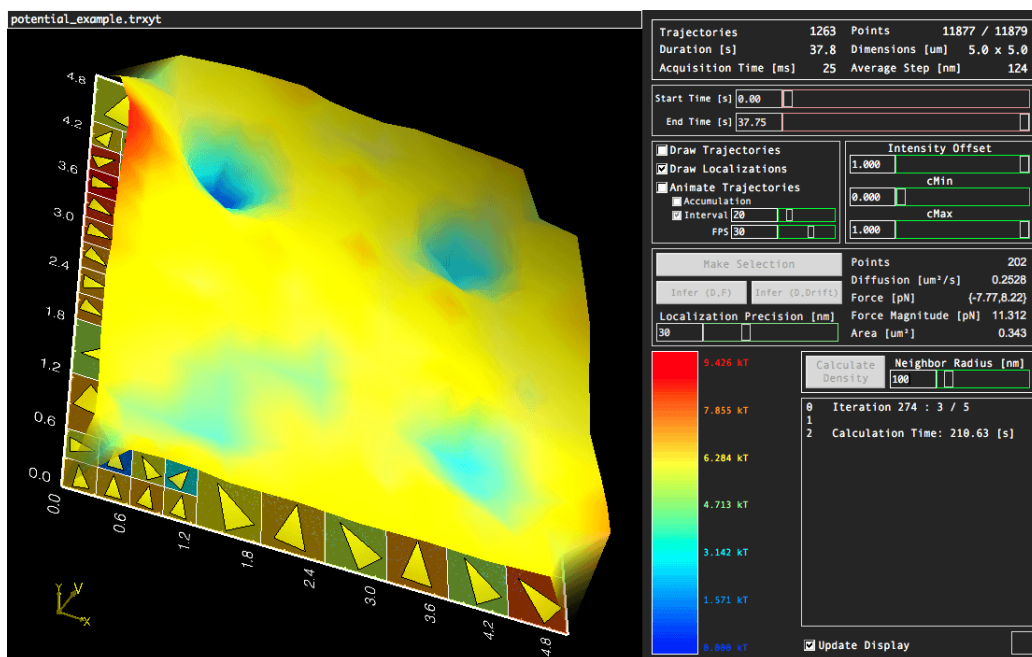 potential_example.trxyt
4.8
4.2
3.6
3.0
2.4
1.8
1.2
0.6
0.0
0.0
0.6
1.2
1.8
2.4
3.0
3.6
4.2
4.8
Y V
X
Trajectories 1263 Points 11877 / 11879
Duration [s] 37.8 Dimensions [um] 5.0 x 5.0
Acquisition Time [ms] 25 Average Step [nm] 124
Start Time [s] 0.00
End Time [s] 37.75
Draw Trajectories
Draw Localizations
Animate Trajectories
Accumulation
Interval 20
FPS 30
Intensity Offset
1.000
cMin
0.000
cMax
1.000
Make Selection
Infer (D,F) Infer (D,Drift)
Localization Precision [nm]
30
Points 202
Diffusion [um²/s] 0.2528
Force [pN] {-7.77,8.22}
Force Magnitude [pN] 11.312
Area [um²] 0.343
9.426 kT
7.855 kT
6.284 kT
4.713 kT
3.142 kT
1.571 kT
0.000 kT
Calculate
Density
Neighbor Radius [nm]
100
0 Iteration 274 : 3 / 5
1
2 Calculation Time: 210.63 [s]
Update Display